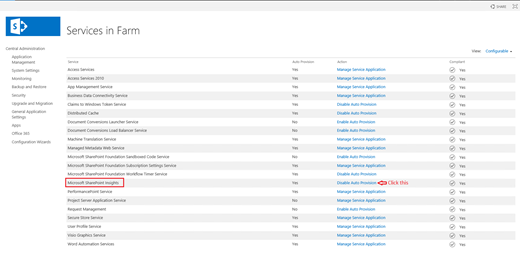 SHARE
Services in Farm
View: Configurable
Central Administration
Application
Management
System Settings
Monitoring
Backup and Restore
Security
Upgrade and Migration
General Application
Settings
Apps
Office 365
Configuration Wizards
Service Auto Provision Action Compliant
Access Services Yes Manage Service Application Yes
Access Services 2010 Yes Manage Service Application Yes
App Management Service Yes Manage Service Application Yes
Business Data Connectivity Service Yes Manage Service Application Yes
Claims to Windows Token Service Yes Disable Auto Provision Yes
Distributed Cache Yes Disable Auto Provision Yes
Document Conversions Launcher Service No Enable Auto Provision Yes
Document Conversions Load Balancer Service No Enable Auto Provision Yes
Machine Translation Service Yes Manage Service Application Yes
Managed Metadata Web Service Yes Manage Service Application Yes
Microsoft SharePoint Foundation Sandboxed Code Service No Enable Auto Provision Yes
Microsoft SharePoint Foundation Subscription Settings Service Yes Manage Service Application Yes
Microsoft SharePoint Foundation Workflow Timer Service Yes Disable Auto Provision Yes
Microsoft SharePoint Insights Yes Disable Auto Provision Click this Yes
PerformancePoint Service Yes Manage Service Application Yes
Project Server Application Service No Manage Service Application Yes
Request Management No Enable Auto Provision Yes
Secure Store Service Yes Manage Service Application Yes
User Profile Service Yes Manage Service Application Yes
Visio Graphics Service Yes Manage Service Application Yes
Word Automation Services Yes Manage Service Application Yes